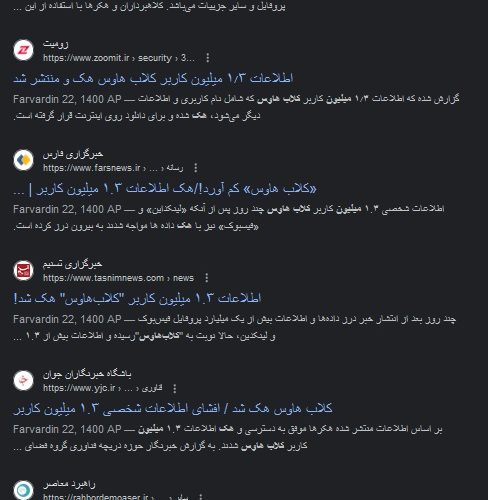 پروفایل و سایر جزییات می‌باشد. کلاهبرداران و هکرها با استفاده از این ...
زومیت
https://www.zoomit.ir › security › 3...
اطلاعات ۱٫۳ میلیون کاربر کلاب هاوس هک و منتشر شد
Farvardin 22, 1400 AP — گزارش شده که اطلاعات ۱٫۳ میلیون کاربر کلاب هاوس که شامل نام کاربری و اطلاعات
دیگر می‌شود، هک شده و برای دانلود روی اینترنت قرار گرفته است.
خبرگزاری فارس
https://www.farsnews.ir › ... › رسانه
«کلاب هاوس» کم آورد!/هک اطلاعات ۱.۳ میلیون کاربر | ...
Farvardin 22, 1400 AP — اطلاعات شخصی ۱.۳ میلیون کاربر کلاب هاوس چند روز پس از آنکه «لینکداین» و
«فیسبوک» نیز با هک داده ها مواجه شدند به بیرون درز کرده است.
خبرگزاری تسنیم
https://www.tasnimnews.com › news
اطلاعات ۱.۳ میلیون کاربر "کلاب‌هاوس" هک شد!
Farvardin 22, 1400 AP — چند روز بعد از انتشار خبر درز داده‌ها و اطلاعات بیش از یک میلیارد پروفایل فیس‌بوک
و لینکدین، حالا نوبت به "کلاب‌هاوس"رسیده و اطلاعات بیش از ۱.۳ ...
باشگاه خبرنگاران جوان
https://www.yjc.ir › ... › فناوری
کلاب هاوس هک شد / افشای اطلاعات شخصی ۱.۳ میلیون کاربر
Farvardin 22, 1400 AP — بر اساس اطلاعات منتشر شده هکرها موفق به دسترسی و هک اطلاعات ۱.۳ میلیون
کاربر کلاب هاوس شدند. به گزارش خبرنگار حوزه دریچه فناوری گروه فضای ...
راهبرد معاصر
https://rahbordemoaser.ir › سایر